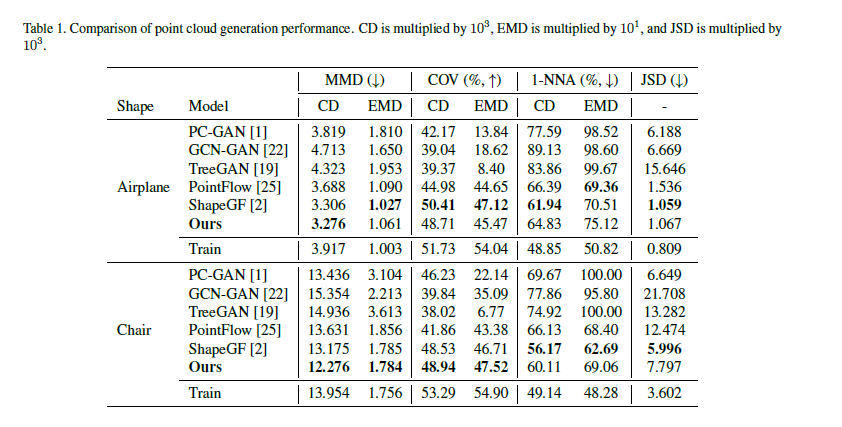 Table 1. Comparison of point cloud generation performance. CD is multiplied by 10³, EMD is multiplied by 10¹, and JSD is multiplied by
10³.
MMD (↓) COV (%, ↑) 1-NNA (%, ↓) JSD (↓)
Shape Model CD EMD CD EMD CD EMD -
PC-GAN [1] 3.819 1.810 42.17 13.84 77.59 98.52 6.188
GCN-GAN [22] 4.713 1.650 39.04 18.62 89.13 98.60 6.669
TreeGAN [19] 4.323 1.953 39.37 8.40 83.86 99.67 15.646
Airplane PointFlow [25] 3.688 1.090 44.98 44.65 66.39 69.36 1.536
ShapeGF [2] 3.306 1.027 50.41 47.12 61.94 70.51 1.059
Ours 3.276 1.061 48.71 45.47 64.83 75.12 1.067
Train 3.917 1.003 51.73 54.04 48.85 50.82 0.809
PC-GAN [1] 13.436 3.104 46.23 22.14 69.67 100.00 6.649
GCN-GAN [22] 15.354 2.213 39.84 35.09 77.86 95.80 21.708
TreeGAN [19] 14.936 3.613 38.02 6.77 74.92 100.00 13.282
Chair PointFlow [25] 13.631 1.856 41.86 43.38 66.13 68.40 12.474
ShapeGF [2] 13.175 1.785 48.53 46.71 56.17 62.69 5.996
Ours 12.276 1.784 48.94 47.52 60.11 69.06 7.797
Train 13.954 1.756 53.29 54.90 49.14 48.28 3.602